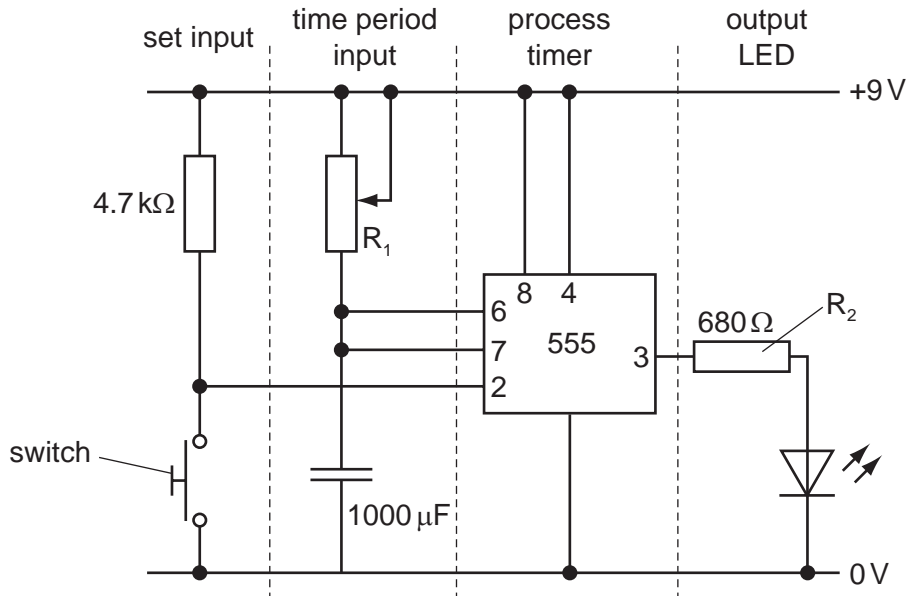 set input
time period
input
process
timer
output
LED
+9 V
4.7 kΩ
R₁
8 4
6
7
2
555
3
680 Ω
R₂
switch
1000 μF
0 V